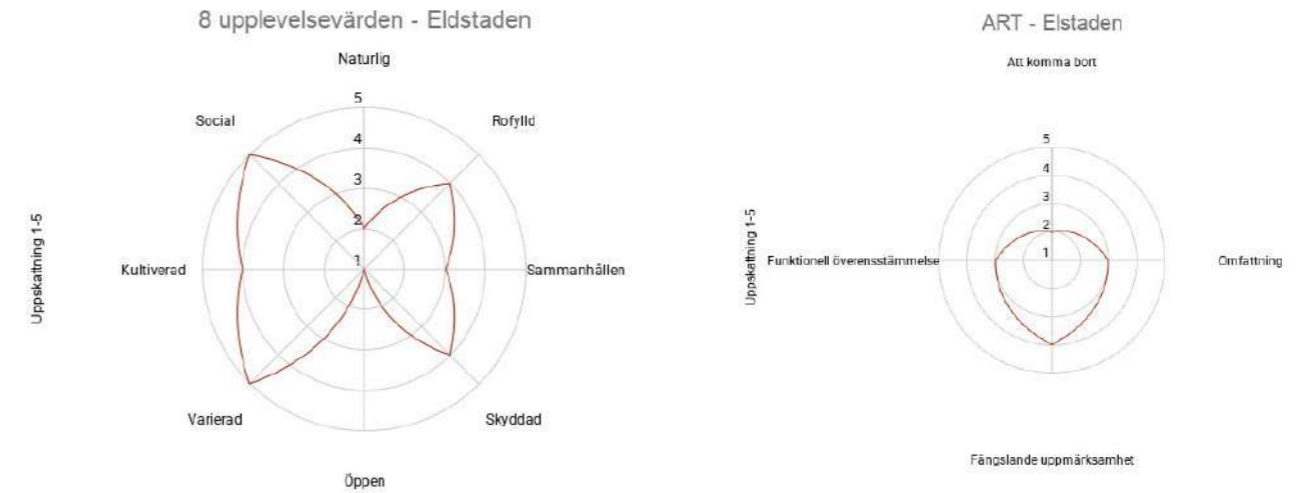 8 upplevelsevärden - Eldstaden
Naturlig
Social
Rofylld
5
4
3
2
1
Uppskattning 1-5
Kultiverad
Sammanhållen
Varierad
Skyddad
Öppen
ART - Elstaden
Att komma bort
5
4
3
2
1
Uppskattning 1-5
Funktionell överensstämmelse
Omfattning
Fängslande uppmärksamhet